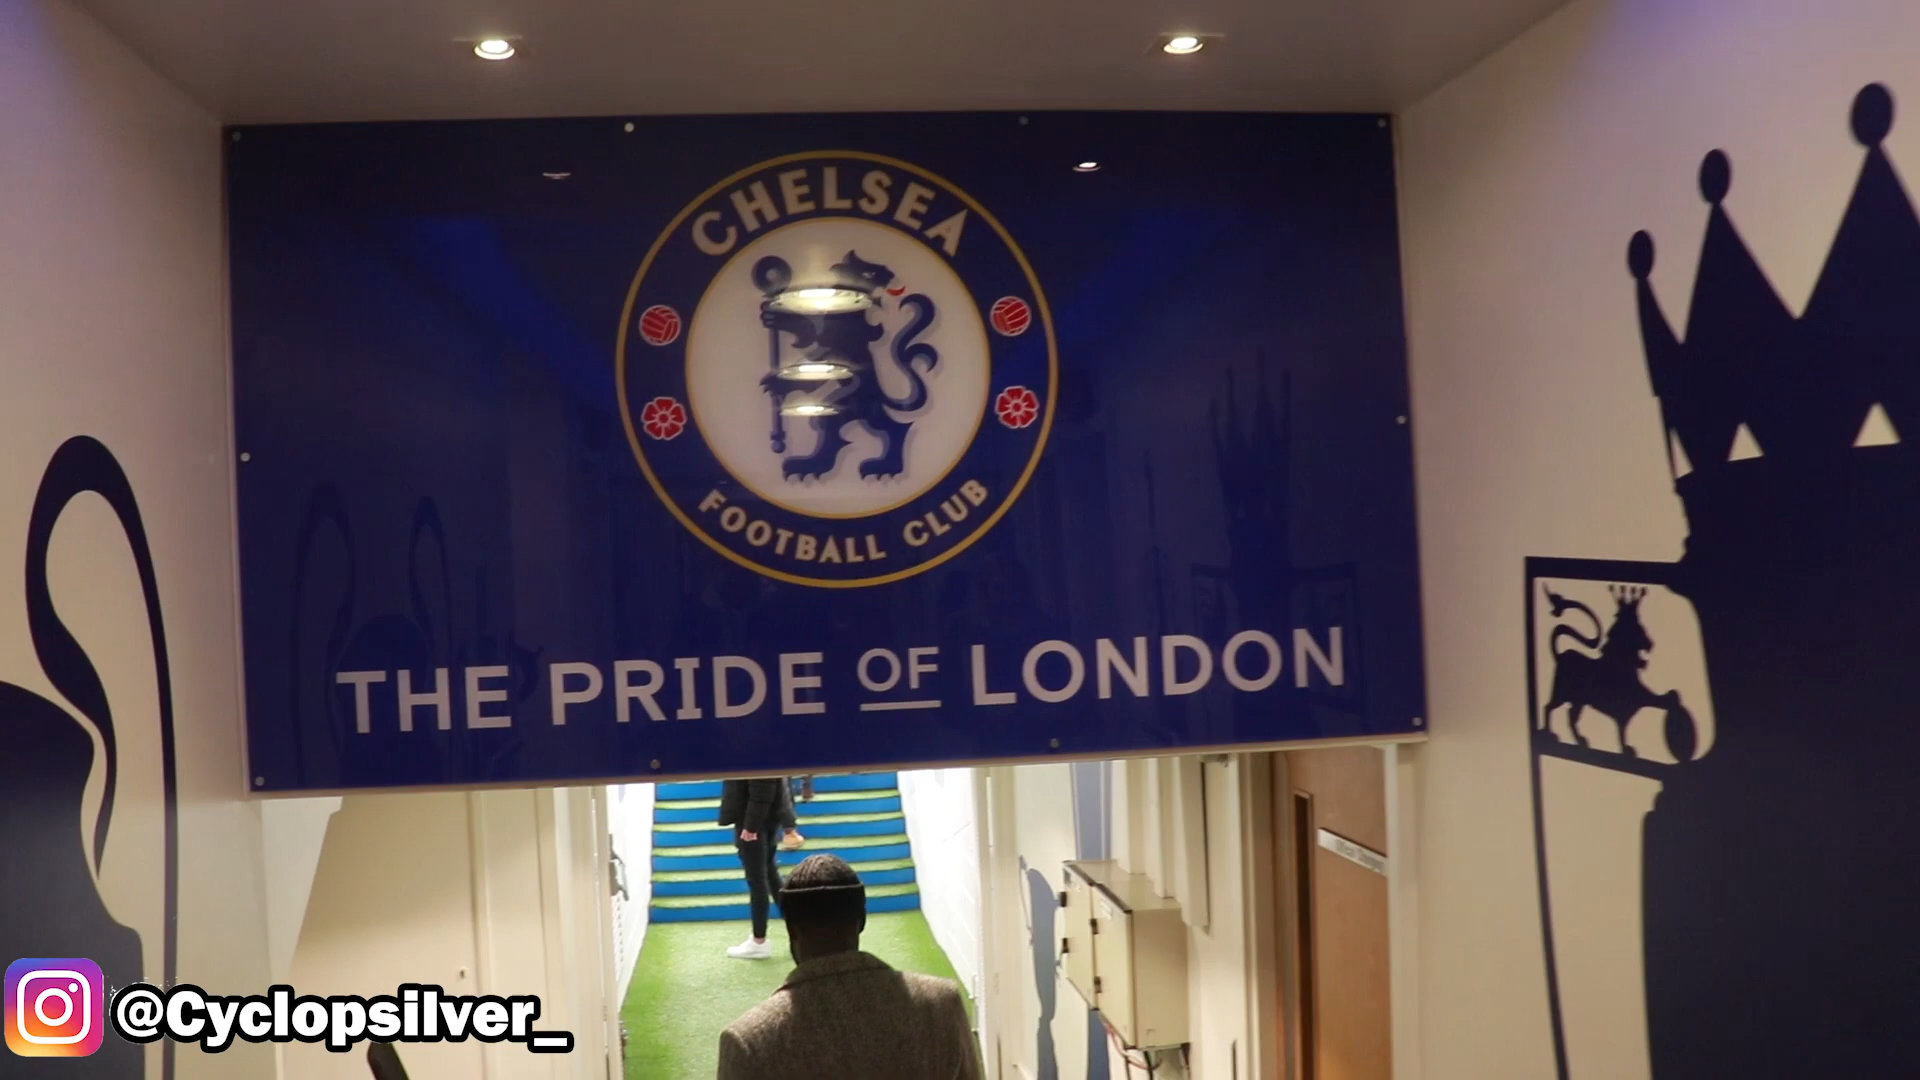 CHELSEA
FOOTBALL CLUB
THE PRIDE OF LONDON
@Cyclopsilver_